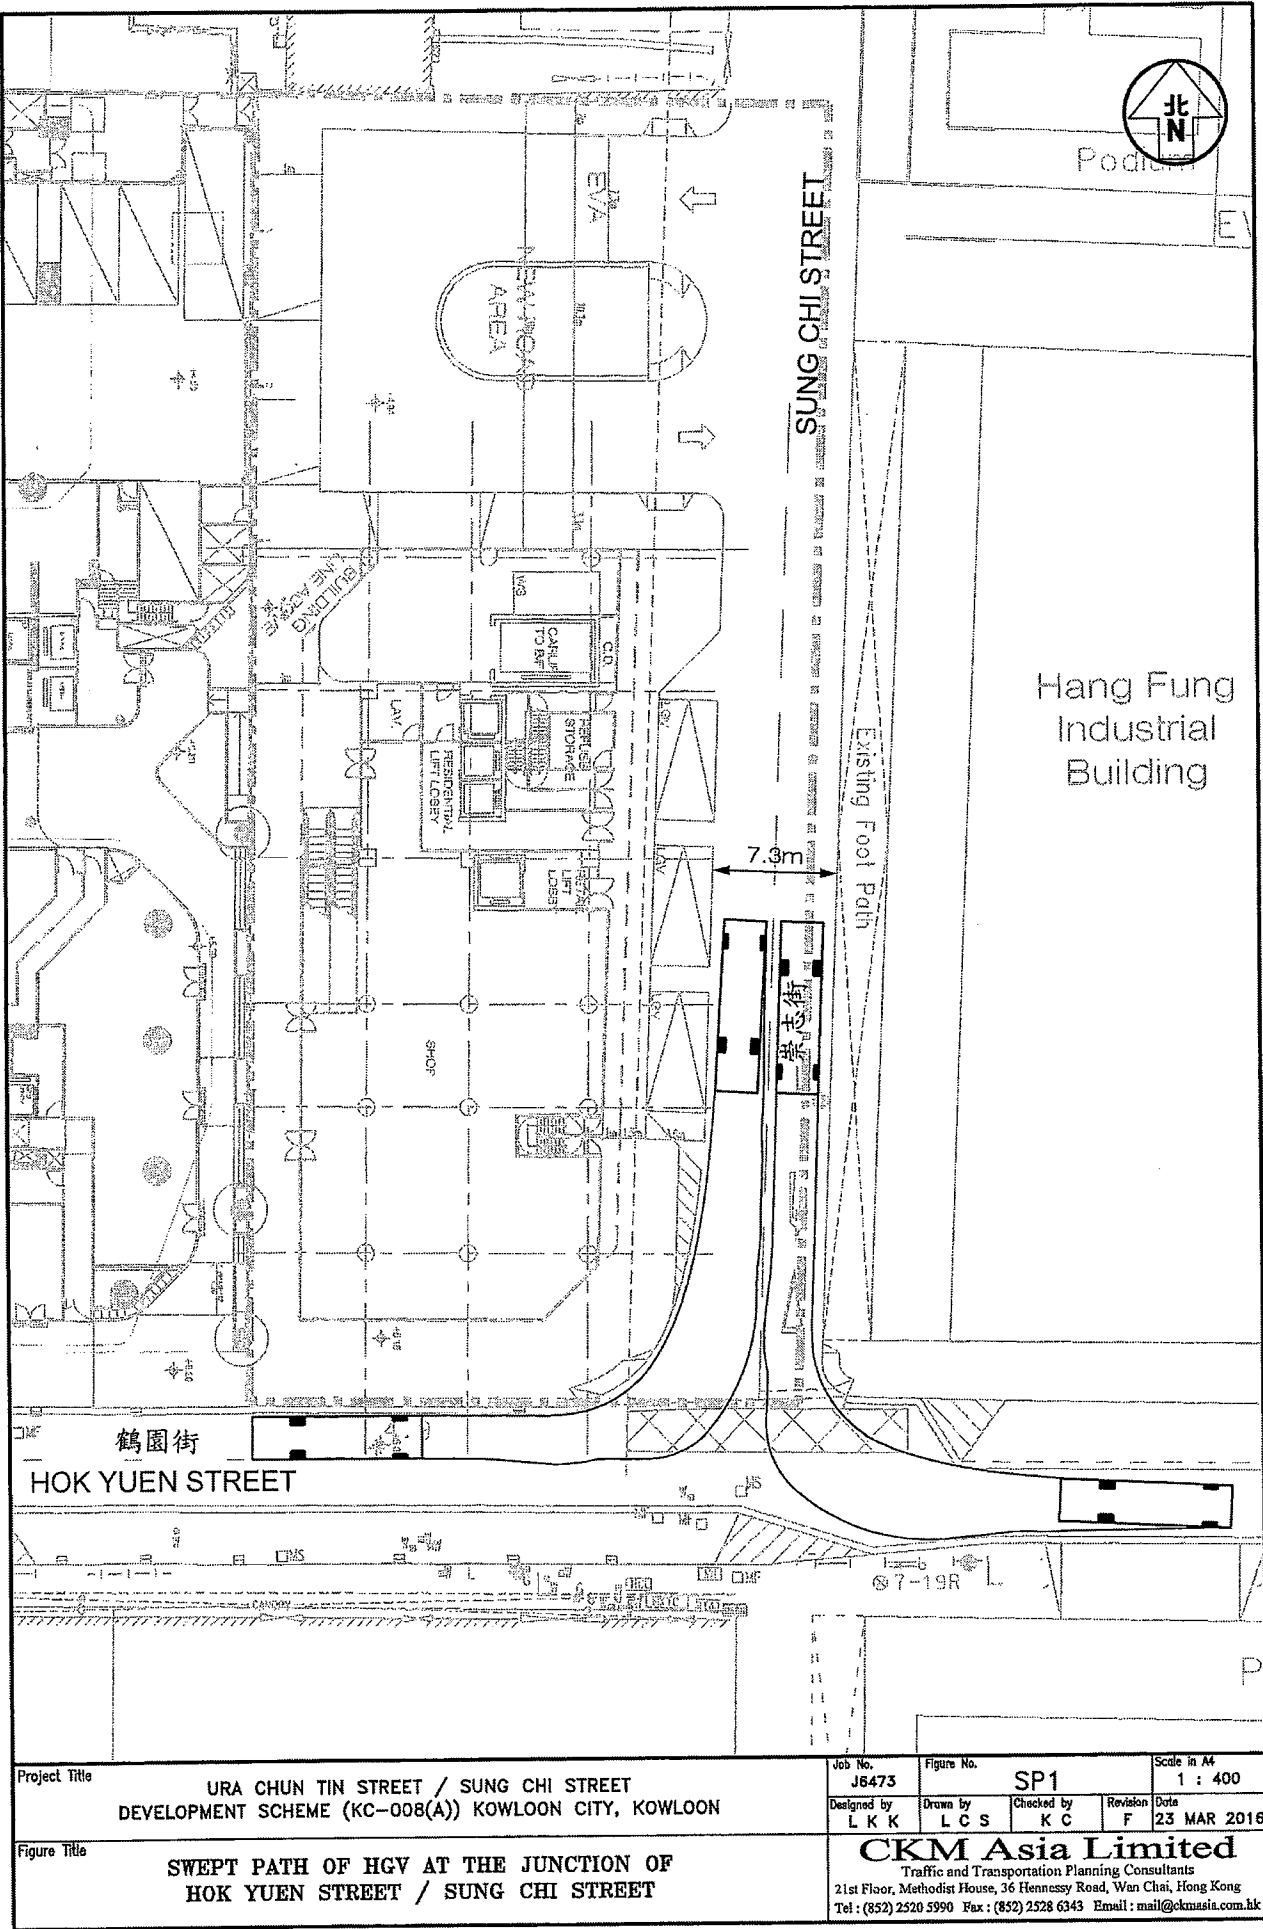 北
N
Podium
EVA
SUNG CHI STREET
AREA
BUILDING
LINE ABOVE
C.D.
LAV
RESIDENTIAL
LIFT LOBBY
REFUSE
STORAGE
SHOP
Hang Fung
Industrial
Building
Existing Foot Path
7.3m
崇志街
鶴園街
HOK YUEN STREET
7-19R
CANOPY
P
Project Title
URA CHUN TIN STREET / SUNG CHI STREET
DEVELOPMENT SCHEME (KC-008(A)) KOWLOON CITY, KOWLOON
Figure Title
SWEPT PATH OF HGV AT THE JUNCTION OF
HOK YUEN STREET / SUNG CHI STREET
Job No.
J6473
Figure No.
SP1
Scale in A4
1 : 400
Designed by
L K K
Drawn by
L C S
Checked by
K C
Revision
F
Date
23 MAR 2016
CKM Asia Limited
Traffic and Transportation Planning Consultants
21st Floor, Methodist House, 36 Hennessy Road, Wan Chai, Hong Kong
Tel : (852) 2520 5990 Fax : (852) 2528 6343 Email : mail@ckmasia.com.hk